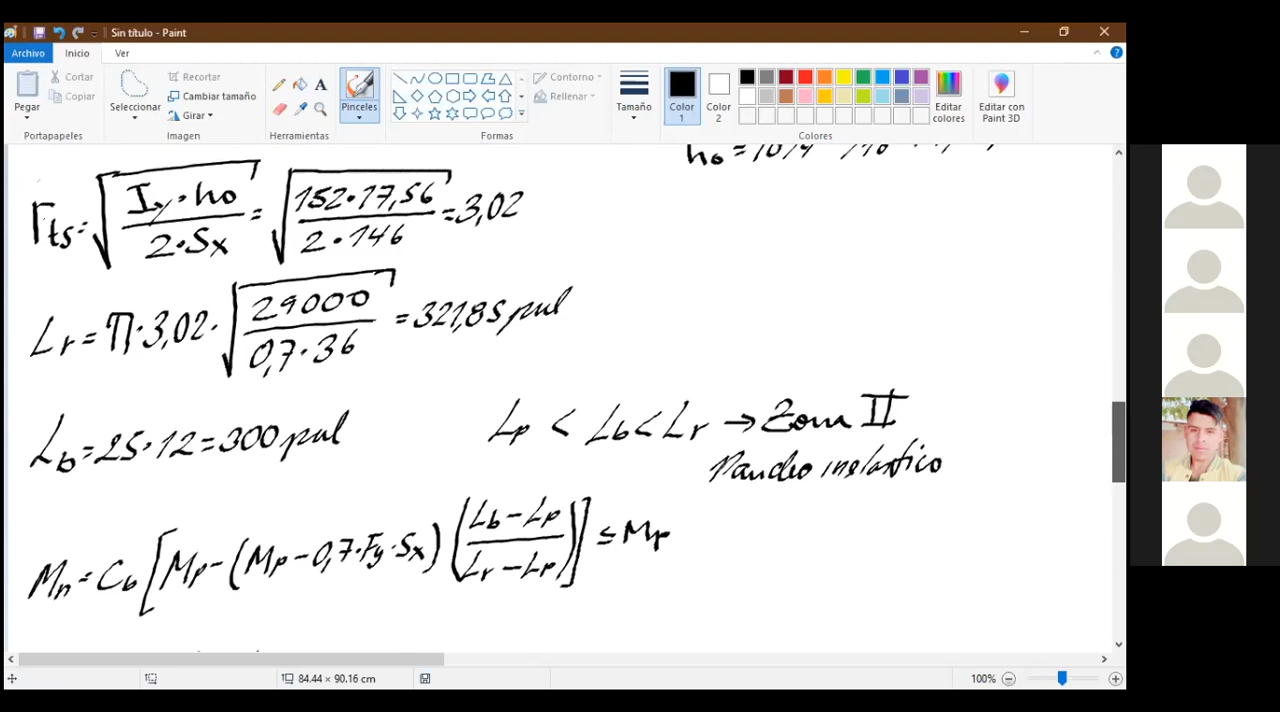 Sin título - Paint
Archivo Inicio Ver
Pegar
Cortar
Copiar
Portapapeles
Seleccionar
Recortar
Cambiar tamaño
Girar
Imagen
A
Herramientas
Pinceles
Contorno
Rellenar
Formas
Tamaño
Color 1
Color 2
Editar colores
Colores
Editar con Paint 3D
rts = √(Iy·ho / 2·Sx) = √(152·17,56 / 2·146) = 3,02
Lr = π·3,02·√(29000 / 0,7·36) = 321,85 pul
Lb = 25·12 = 300 pul
Lp < Lb < Lr → Zona II
Pandeo inelastico
Mn = Cb [Mp - (Mp - 0,7·Fy·Sx) (Lb - Lp / Lr - Lp)] ≤ Mp
84.44 × 90.16 cm
100%